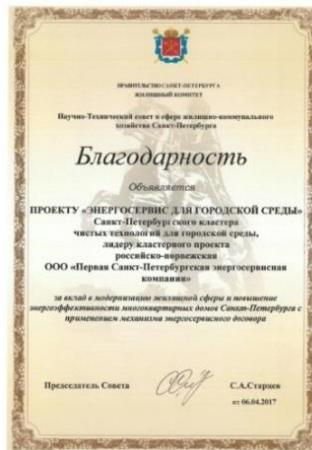 ПРАВИТЕЛЬСТВО САНКТ-ПЕТЕРБУРГА
ЖИЛИЩНЫЙ КОМИТЕТ
Научно-Технический совет в сфере жилищно-коммунального
хозяйства Санкт-Петербурга
Благодарность
Объявляется
ПРОЕКТУ «ЭНЕРГОСЕРВИС ДЛЯ ГОРОДСКОЙ СРЕДЫ»
Санкт-Петербургского кластера
чистых технологий для городской среды,
лидеру кластерного проекта
российско-норвежская
ООО «Первая Санкт-Петербургская энергосервисная
компания»
за вклад в модернизацию жилищной сферы и повышение
энергоэффективности многоквартирных домов Санкт-Петербурга с
применением механизма энергосервисного договора
Председатель Совета С.А.Старцев
от 06.04.2017